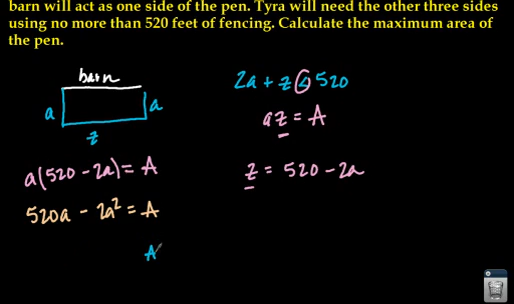 barn will act as one side of the pen. Tyra will need the other three sides
using no more than 520 feet of fencing. Calculate the maximum area of
the pen.
barn
a a
z
2a + z ≤ 520
az = A
a(520 - 2a) = A
z = 520 - 2a
520a - 2a² = A
A